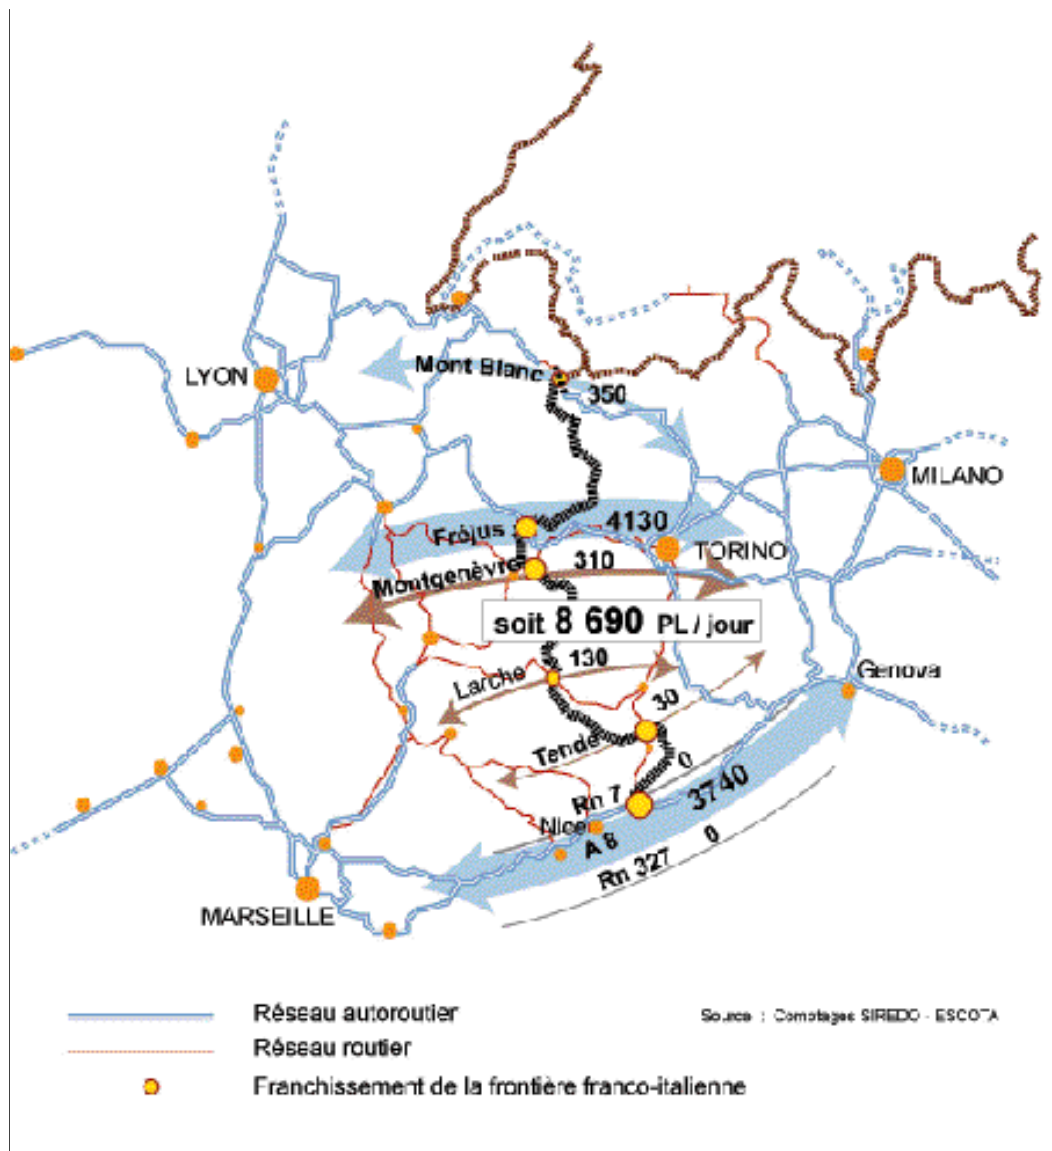 LYON
Mont Blanc
350
MILANO
Fréjus
4130
TORINO
Montgenèvre
310
soit 8 690 PL / jour
Larche
130
Genova
30
Tende
0
Rn 7
3740
Nice
A 8
Rn 327
0
MARSEILLE
Réseau autoroutier
Source : Comptages SIREDO - ESCOTA
Réseau routier
Franchissement de la frontière franco-italienne